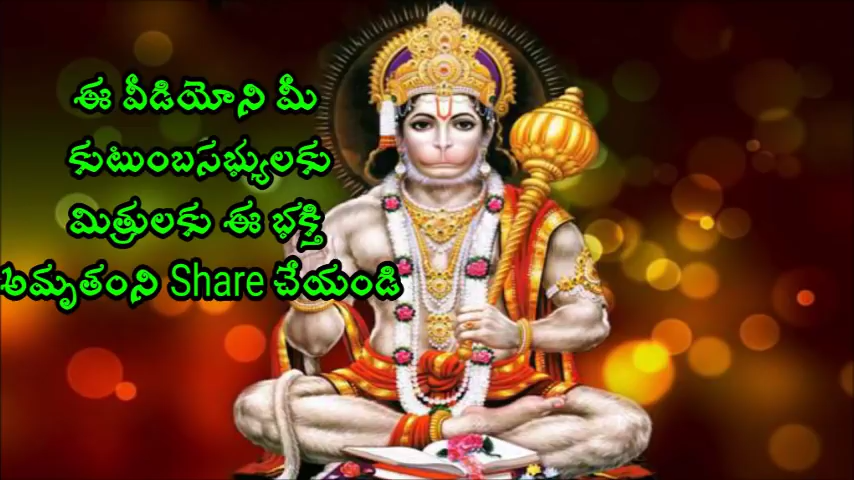 ఈ వీడియోని మీ
కుటుంబసభ్యులకు
మిత్రులకు ఈ భక్తి
అమృతంని Share చేయండి